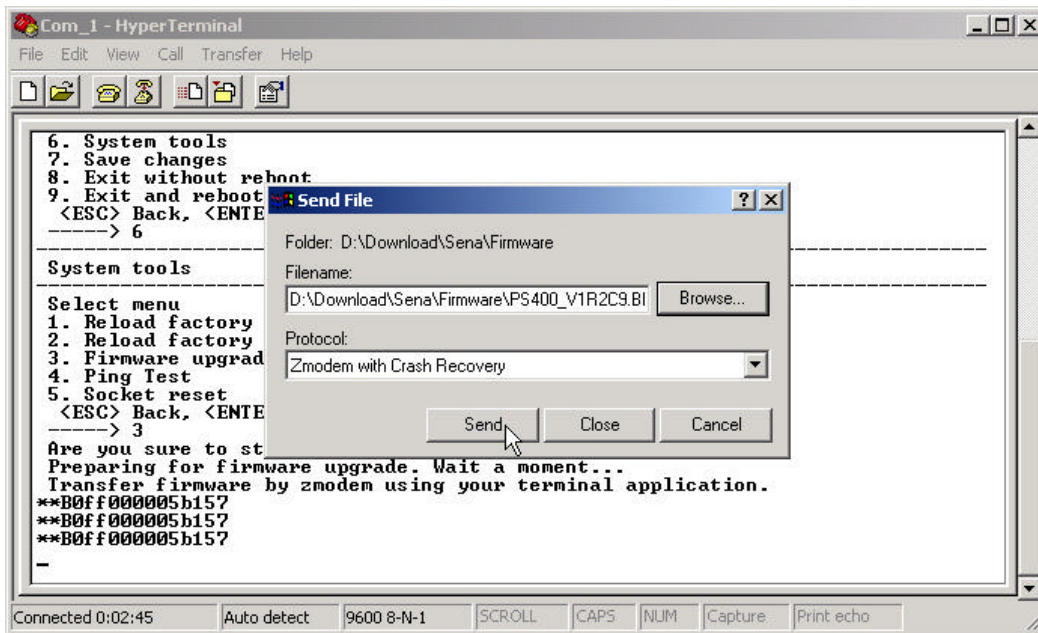 Com_1 - HyperTerminal
File Edit View Call Transfer Help
6. System tools
7. Save changes
8. Exit without reboot
9. Exit and reboot
<ESC> Back, <ENTE
-----> 6
System tools
Select menu
1. Reload factory
2. Reload factory
3. Firmware upgrad
4. Ping Test
5. Socket reset
<ESC> Back, <ENTE
-----> 3
Are you sure to st
Preparing for firmware upgrade. Wait a moment...
Transfer firmware by zmodem using your terminal application.
**B0ff000005b157
**B0ff000005b157
**B0ff000005b157
Send File
Folder: D:\Download\Sena\Firmware
Filename:
D:\Download\Sena\Firmware\PS400_V1R2C9.BI
Browse...
Protocol:
Zmodem with Crash Recovery
Send
Close
Cancel
Connected 0:02:45
Auto detect
9600 8-N-1
SCROLL
CAPS
NUM
Capture
Print echo